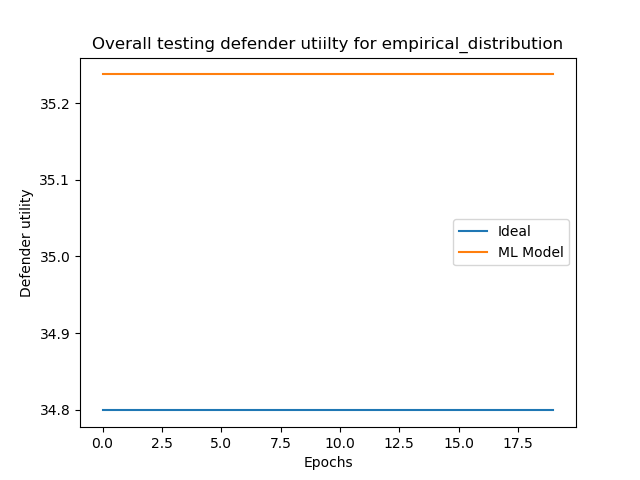 Overall testing defender utiilty for empirical_distribution
35.2
35.1
35.0
34.9
34.8
Defender utility
Ideal
ML Model
0.0 2.5 5.0 7.5 10.0 12.5 15.0 17.5
Epochs